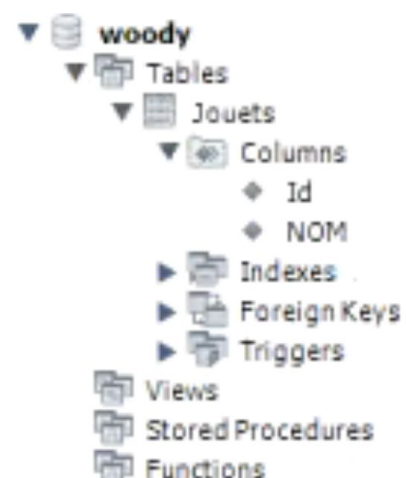 woody
Tables
Jouets
Columns
Id
NOM
Indexes
Foreign Keys
Triggers
Views
Stored Procedures
Functions